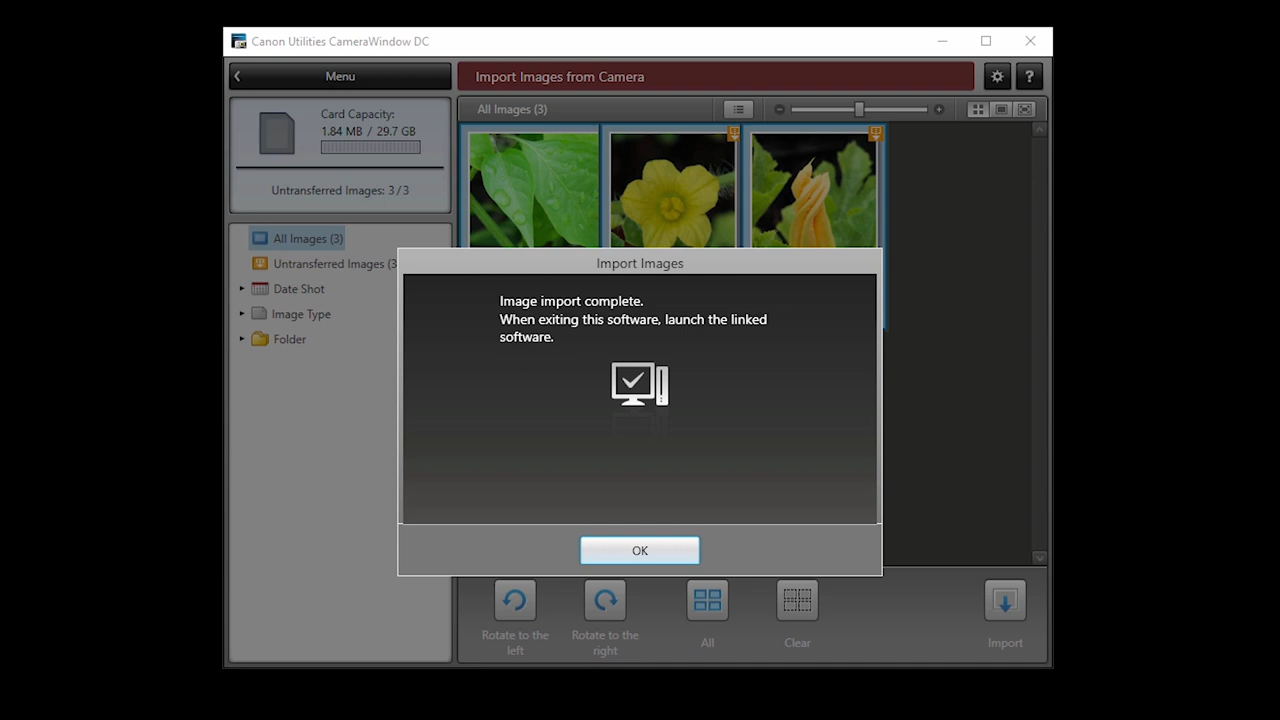 Canon Utilities CameraWindow DC
Menu
Import Images from Camera
?
Card Capacity:
1.84 MB / 29.7 GB
Untransferred Images: 3 / 3
All Images (3)
All Images (3)
Untransferred Images (3
Date Shot
Image Type
Folder
Import Images
Image import complete.
When exiting this software, launch the linked
software.
OK
Rotate to the
left
Rotate to the
right
All
Clear
Import